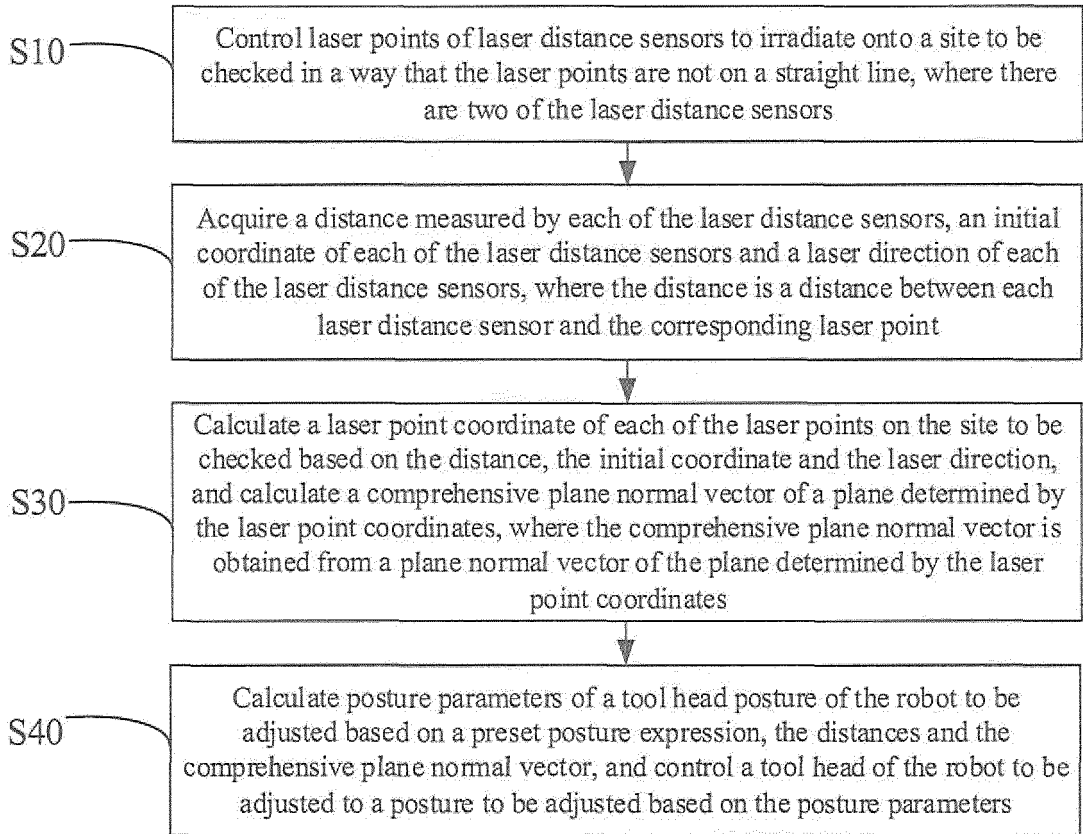 S10
Control laser points of laser distance sensors to irradiate onto a site to be
checked in a way that the laser points are not on a straight line, where there
are two of the laser distance sensors
S20
Acquire a distance measured by each of the laser distance sensors, an initial
coordinate of each of the laser distance sensors and a laser direction of each
of the laser distance sensors, where the distance is a distance between each
laser distance sensor and the corresponding laser point
S30
Calculate a laser point coordinate of each of the laser points on the site to be
checked based on the distance, the initial coordinate and the laser direction,
and calculate a comprehensive plane normal vector of a plane determined by
the laser point coordinates, where the comprehensive plane normal vector is
obtained from a plane normal vector of the plane determined by the laser
point coordinates
S40
Calculate posture parameters of a tool head posture of the robot to be
adjusted based on a preset posture expression, the distances and the
comprehensive plane normal vector, and control a tool head of the robot to be
adjusted to a posture to be adjusted based on the posture parameters